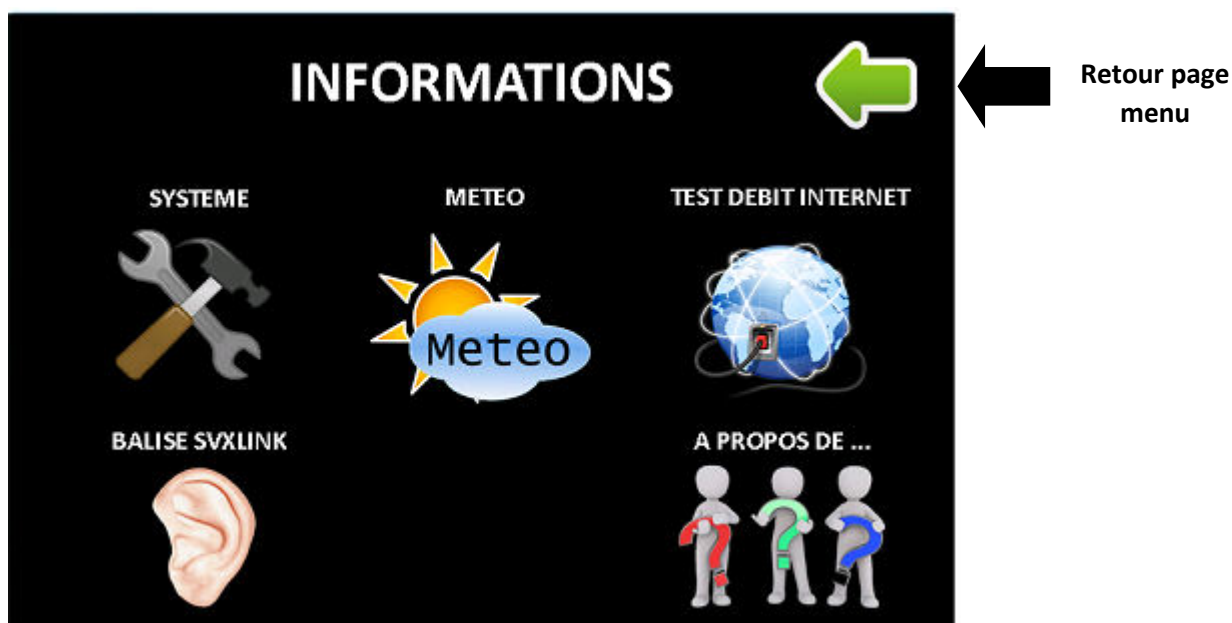 INFORMATIONS
Retour page
menu
SYSTEME
METEO
TEST DEBIT INTERNET
Meteo
BALISE SVXLINK
A PROPOS DE ...